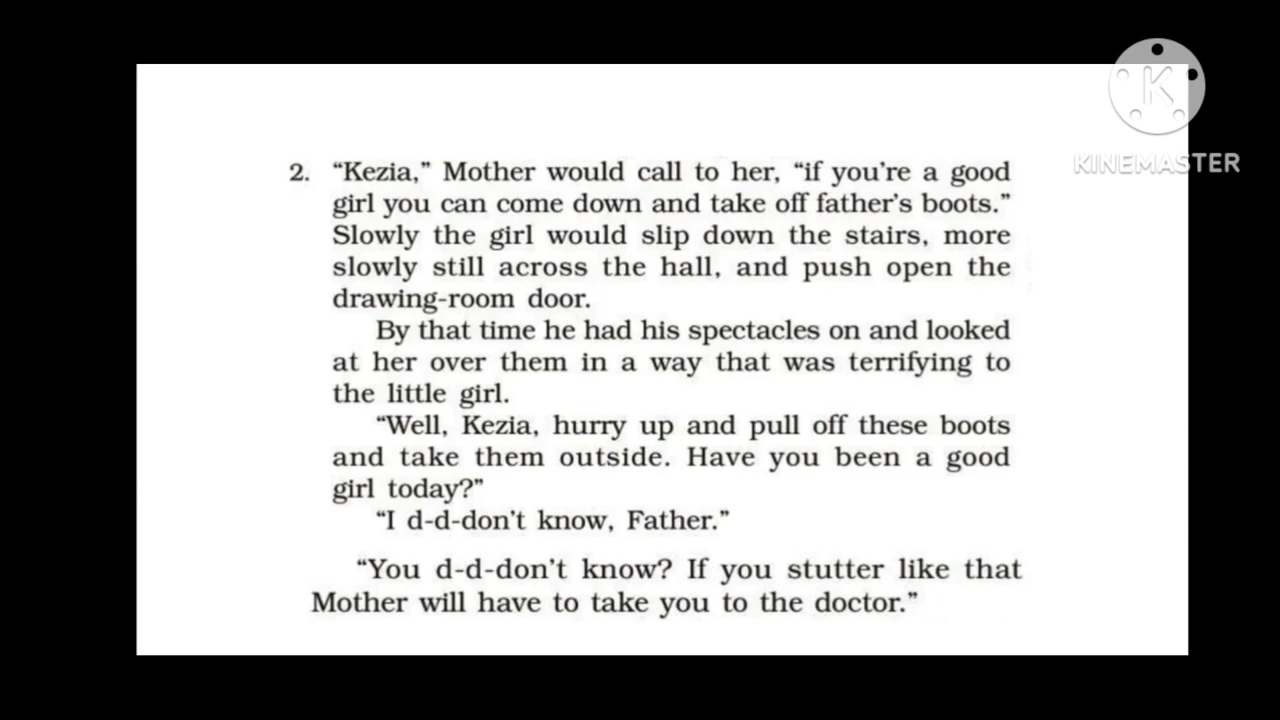 K
KINEMASTER
2. “Kezia,” Mother would call to her, “if you’re a good
girl you can come down and take off father’s boots.”
Slowly the girl would slip down the stairs, more
slowly still across the hall, and push open the
drawing-room door.
By that time he had his spectacles on and looked
at her over them in a way that was terrifying to
the little girl.
“Well, Kezia, hurry up and pull off these boots
and take them outside. Have you been a good
girl today?”
“I d-d-don’t know, Father.”
“You d-d-don’t know? If you stutter like that
Mother will have to take you to the doctor.”